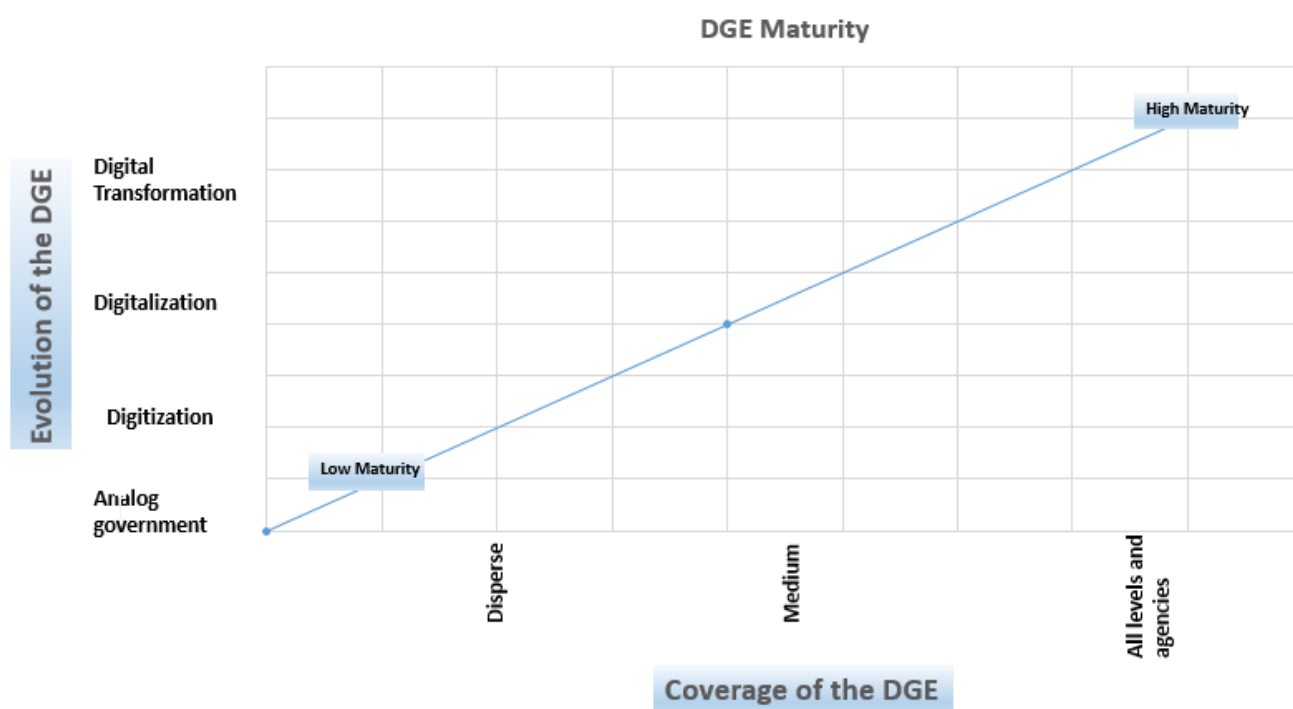 DGE Maturity
High Maturity
Evolution of the DGE
Digital
Transformation
Digitalization
Digitization
Low Maturity
Analog
government
Disperse
Medium
All levels and
agencies
Coverage of the DGE